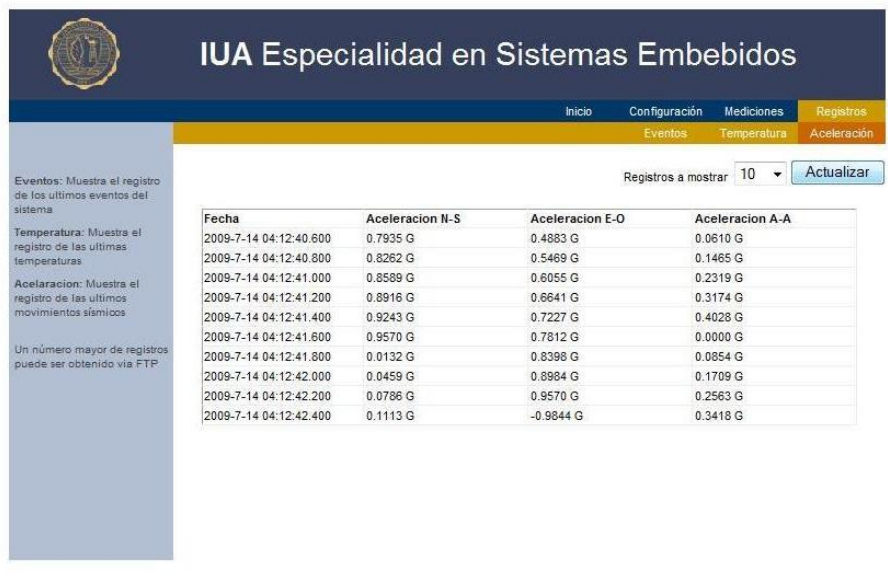 IUA Especialidad en Sistemas Embebidos
Inicio Configuración Mediciones Registros
Eventos Temperatura Aceleración
Registros a mostrar 10 Actualizar
Eventos: Muestra el registro
de los ultimos eventos del
sistema
Temperatura: Muestra el
registro de las ultimas
temperaturas
Acelaracion: Muestra el
registro de las ultimos
movimientos sísmicos
Un número mayor de registros
puede ser obtenido via FTP
Fecha Aceleracion N-S Aceleracion E-O Aceleracion A-A
2009-7-14 04:12:40.600 0.7935 G 0.4883 G 0.0610 G
2009-7-14 04:12:40.800 0.8262 G 0.5469 G 0.1465 G
2009-7-14 04:12:41.000 0.8589 G 0.6055 G 0.2319 G
2009-7-14 04:12:41.200 0.8916 G 0.6641 G 0.3174 G
2009-7-14 04:12:41.400 0.9243 G 0.7227 G 0.4028 G
2009-7-14 04:12:41.600 0.9570 G 0.7812 G 0.0000 G
2009-7-14 04:12:41.800 0.0132 G 0.8398 G 0.0854 G
2009-7-14 04:12:42.000 0.0459 G 0.8984 G 0.1709 G
2009-7-14 04:12:42.200 0.0786 G 0.9570 G 0.2563 G
2009-7-14 04:12:42.400 0.1113 G -0.9844 G 0.3418 G